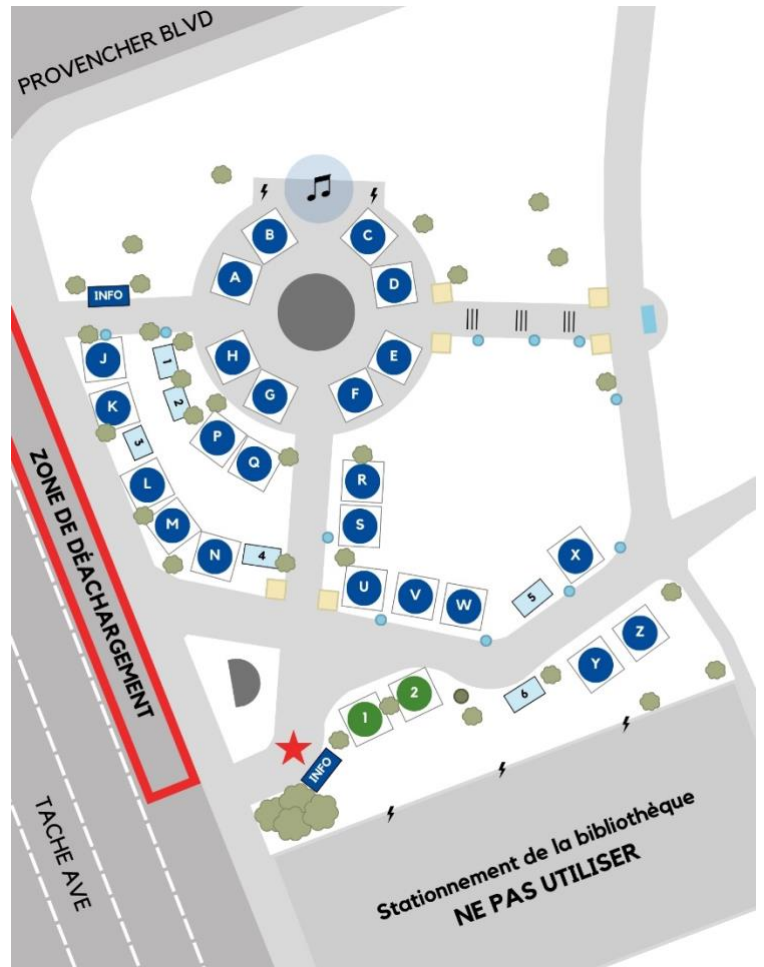 PROVENCHER BLVD
B
C
A
D
INFO
J
1
H
E
2
K
G
F
3
P
Q
L
R
M
S
N
4
U
V
W
X
5
Z
Y
6
2
1
INFO
ZONE DE DÉACHARGEMENT
TACHE AVE
Stationnement de la bibliothèque
NE PAS UTILISER